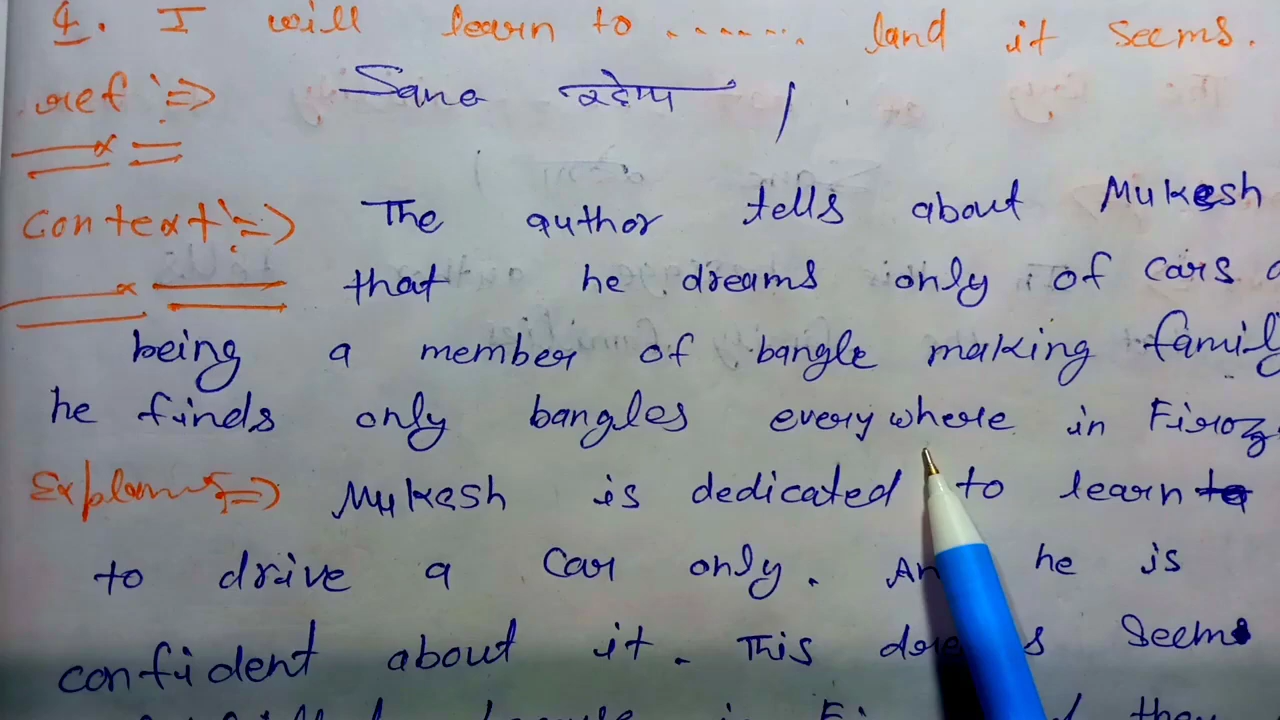 4. I will learn to ....... land it seems.
ref :⇒ Same रहेगा |
Context :⇒ The author tells about Mukesh
that he dreams only of cars
being a member of bangle making famil
he finds only bangles everywhere in Firoz
⇒ Mukesh is dedicated to learn
to drive a car only. he is
confident about it. This seems
in